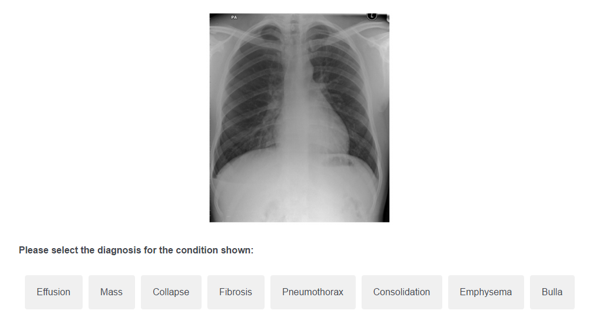 PA
L
Please select the diagnosis for the condition shown:
Effusion
Mass
Collapse
Fibrosis
Pneumothorax
Consolidation
Emphysema
Bulla